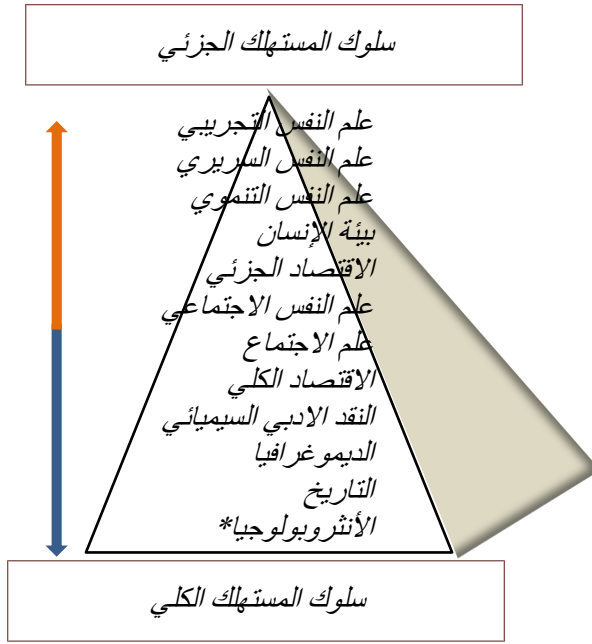 سلوك المستهلك الجزئي
علم النفس التجريبي
علم النفس السريري
علم النفس التنموي
بيئة الإنسان
الاقتصاد الجزئي
علم النفس الاجتماعي
علم الاجتماع
الاقتصاد الكلي
النقد الادبي السيميائي
الديموغرافيا
التاريخ
الأنثروبولوجيا*
سلوك المستهلك الكلي